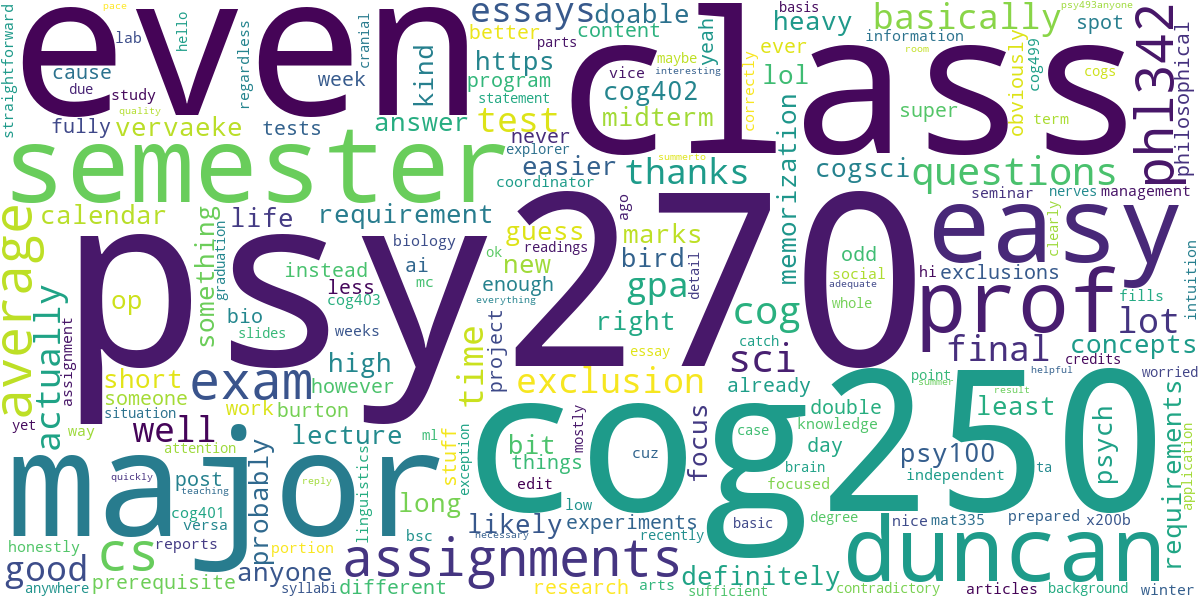 even
class
psy270
cog250
major
semester
easy
prof
duncan
exam
assignments
average
phl342
essays
doable
basically
heavy
spot
information
basis
pace
psy493anyone
cogs
cog499
philosophical
obviously
correctly
room
term
super
questions
cogsci
memorization
lol
ever
yeah
content
better
parts
https
program
statement
kind
lab
hello
cranial
regardless
straightforward
cause
due
study
quality
week
fully
vervaeke
tests
answer
test
never
explorer
summerto
easier
coordinator
thanks
vice
maybe
interesting
cog402
midterm
seminar
nerves
management
calendar
something
graduation
life
requirement
biology
ai
mc
ok
guess
readings
new
enough
everything
ago
bird
marks
detail
gpa
right
cog
sci
odd
social
adequate
whole
hi
exclusions
clearly
fills
intuition
lot
concepts
final
credits
helpful
worried
op
actually
assignment
instead
less
cog403
bio
slides
weeks
high
however
short
someone
situation
work
burton
time
project
exclusion
essay
catch
already
point
summer
result
least
requirements
application
psych
yet
way
well
attention
lecture
ml
stuff
exception
bit
things
mostly
edit
cuz
focus
case
brain
basic
double
knowledge
day
focused
independent
psy100
ta
degree
nice
mat335
prepared
x200b
quickly
teaching
post
cog401
versa
probably
reply
linguistics
long
low
likely
experiments
recently
necessary
bsc
honestly
cs
reports
portion
good
anyone
anywhere
prerequisite
syllabi
different
research
arts
definitely
sufficient
contradictory
articles
background
winter